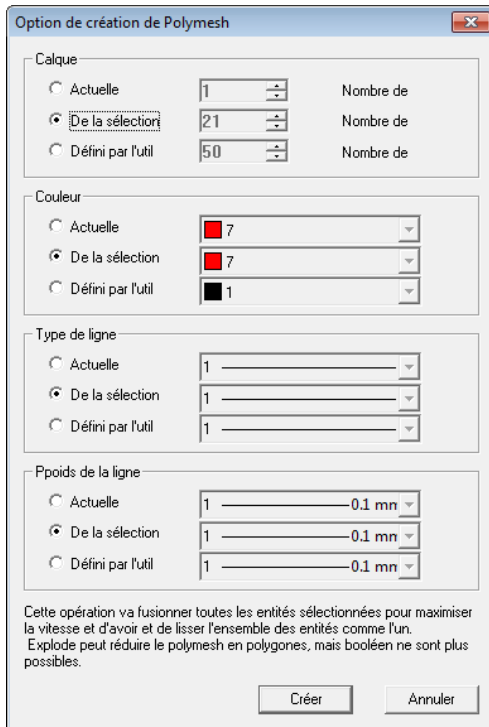 Option de création de Polymesh
Calque
Actuelle 1 Nombre de
De la sélection 21 Nombre de
Défini par l'util 50 Nombre de
Couleur
Actuelle 7
De la sélection 7
Défini par l'util 1
Type de ligne
Actuelle 1
De la sélection 1
Défini par l'util 1
Ppoids de la ligne
Actuelle 1 0.1 mm
De la sélection 1 0.1 mm
Défini par l'util 1 0.1 mm
Cette opération va fusionner toutes les entités sélectionnées pour maximiser
la vitesse et d'avoir et de lisser l'ensemble des entités comme l'un.
Explode peut réduire le polymesh en polygones, mais booléen ne sont plus
possibles.
Créer Annuler